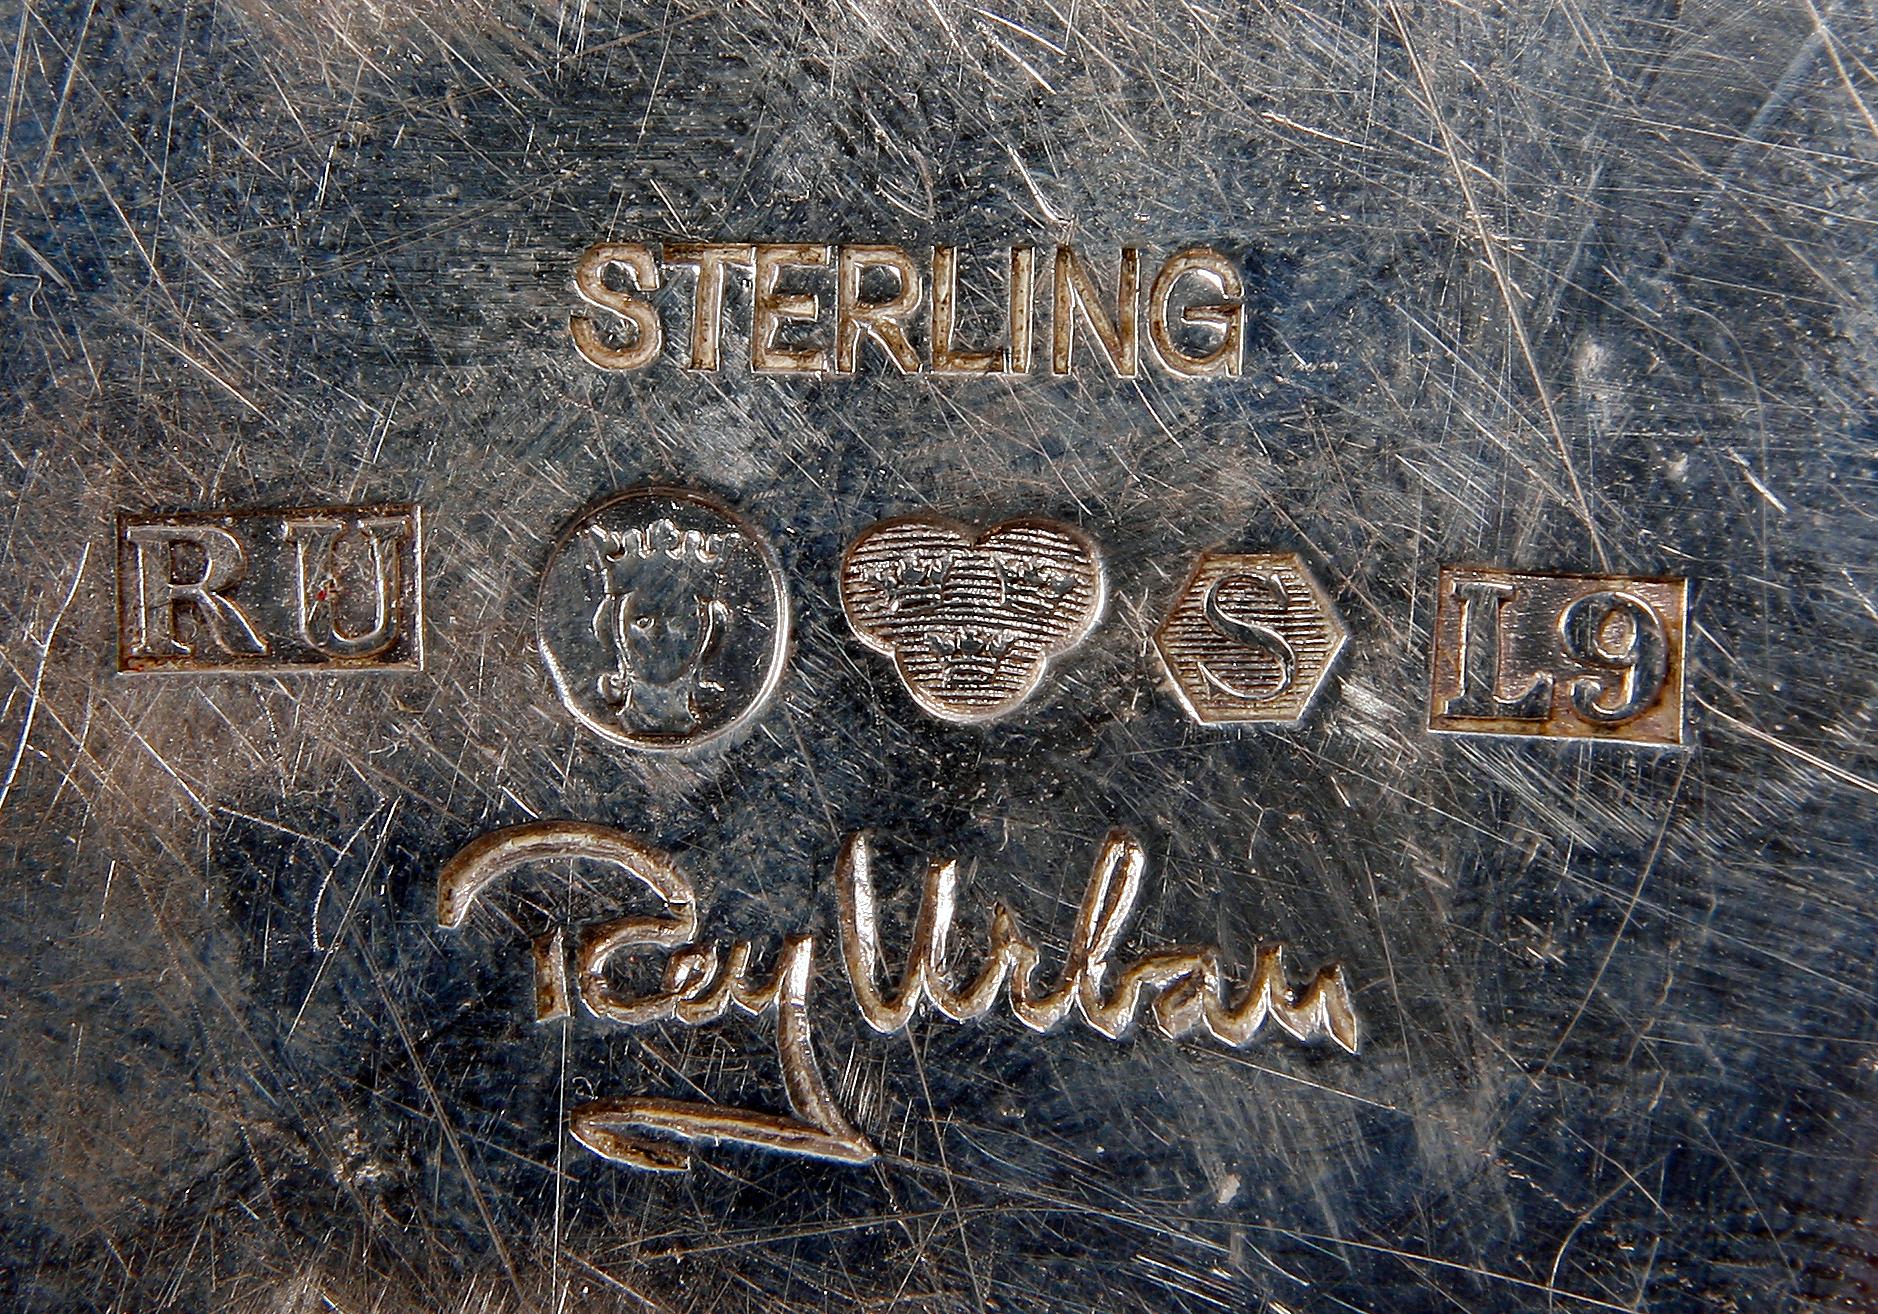 STERLING
RU S L9
Rey Urban